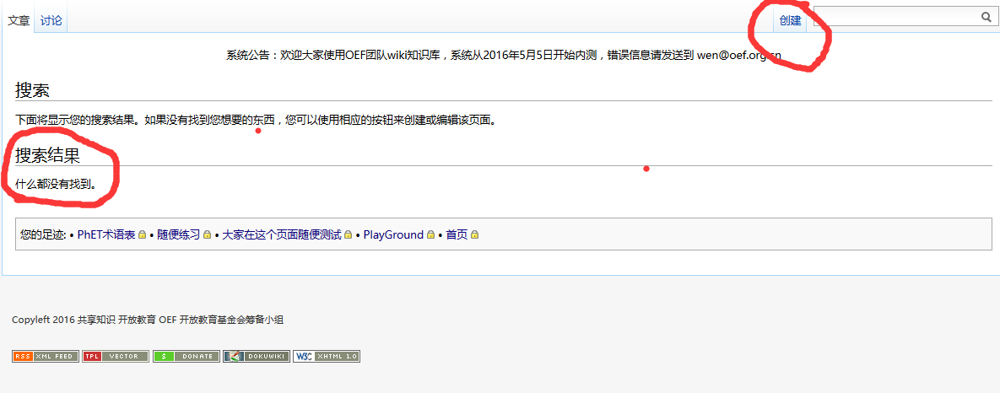 文章 讨论 创建
系统公告：欢迎大家使用OEF团队wiki知识库，系统从2016年5月5日开始内测，错误信息请发送到 wen@oef.org.cn
搜索
下面将显示您的搜索结果。如果没有找到您想要的东西，您可以使用相应的按钮来创建或编辑该页面。
搜索结果
什么都没有找到。
您的足迹: • PhET术语表 • 随便练习 • 大家在这个页面随便测试 • PlayGround • 首页
Copyleft 2016 共享知识 开放教育 OEF 开放教育基金会筹备小组
RSS XML FEED TPL VECTOR $ DONATE DOKUWIKI W3C XHTML 1.0